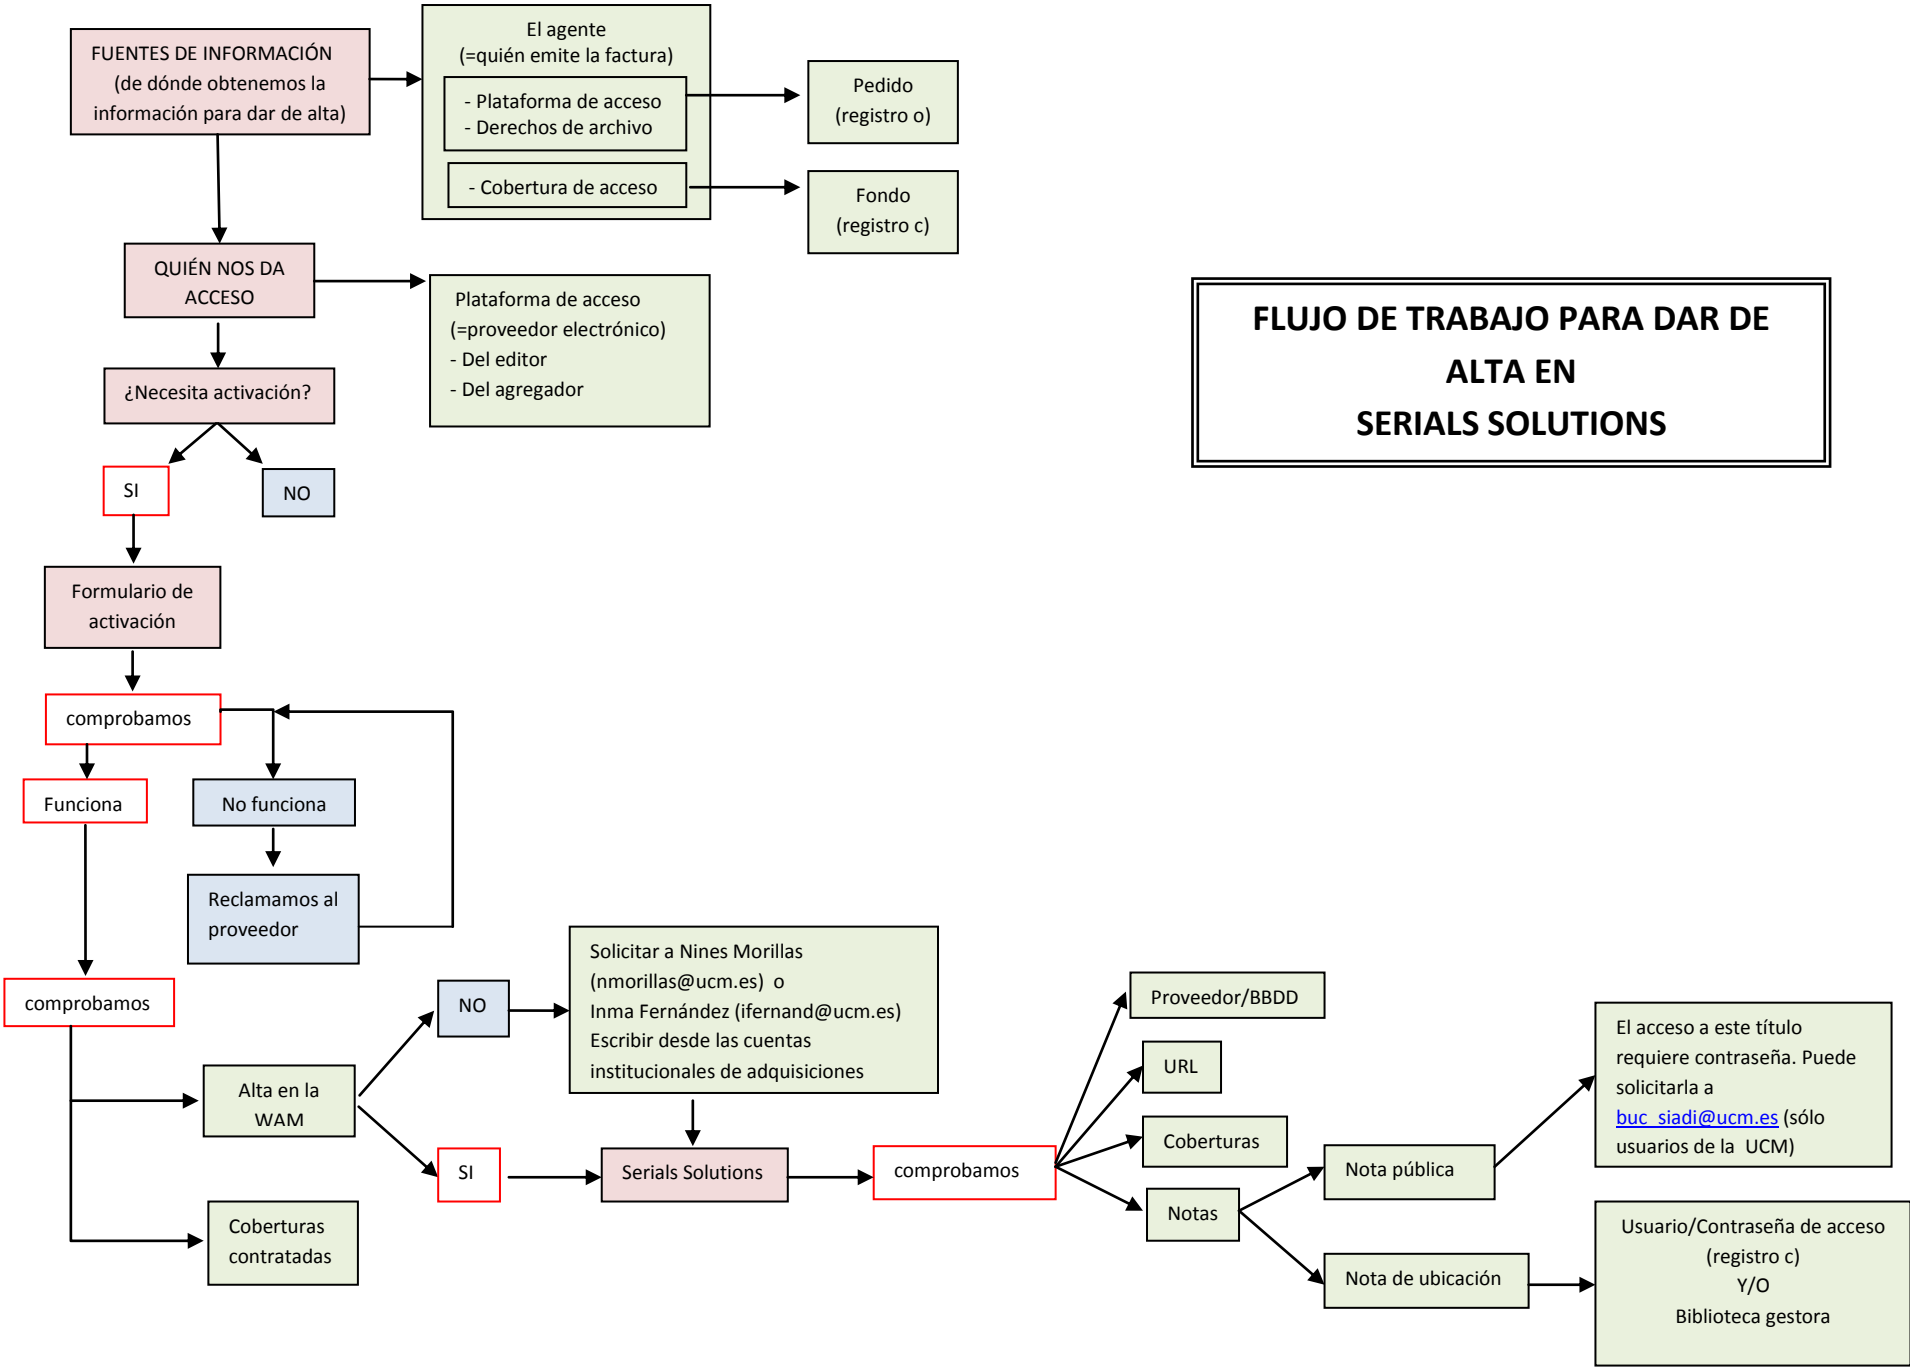 FUENTES DE INFORMACIÓN
(de dónde obtenemos la
información para dar de alta)
El agente
(=quién emite la factura)
- Plataforma de acceso
- Derechos de archivo
- Cobertura de acceso
Pedido
(registro o)
Fondo
(registro c)
QUIÉN NOS DA
ACCESO
Plataforma de acceso
(=proveedor electrónico)
- Del editor
- Del agregador
FLUJO DE TRABAJO PARA DAR DE
ALTA EN
SERIALS SOLUTIONS
¿Necesita activación?
SI
NO
Formulario de
activación
comprobamos
Funciona
No funciona
Reclamamos al
proveedor
comprobamos
Alta en la
WAM
Coberturas
contratadas
NO
SI
Solicitar a Nines Morillas
(nmorillas@ucm.es) o
Inma Fernández (ifernand@ucm.es)
Escribir desde las cuentas
institucionales de adquisiciones
Serials Solutions
comprobamos
Proveedor/BBDD
URL
Coberturas
Notas
Nota pública
Nota de ubicación
El acceso a este título
requiere contraseña. Puede
solicitarla a
buc_siadi@ucm.es (sólo
usuarios de la UCM)
Usuario/Contraseña de acceso
(registro c)
Y/O
Biblioteca gestora